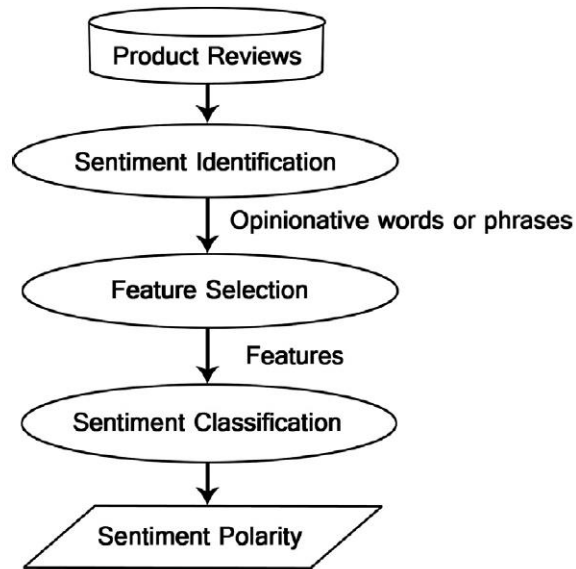 Product Reviews
Sentiment Identification
Opinionative words or phrases
Feature Selection
Features
Sentiment Classification
Sentiment Polarity